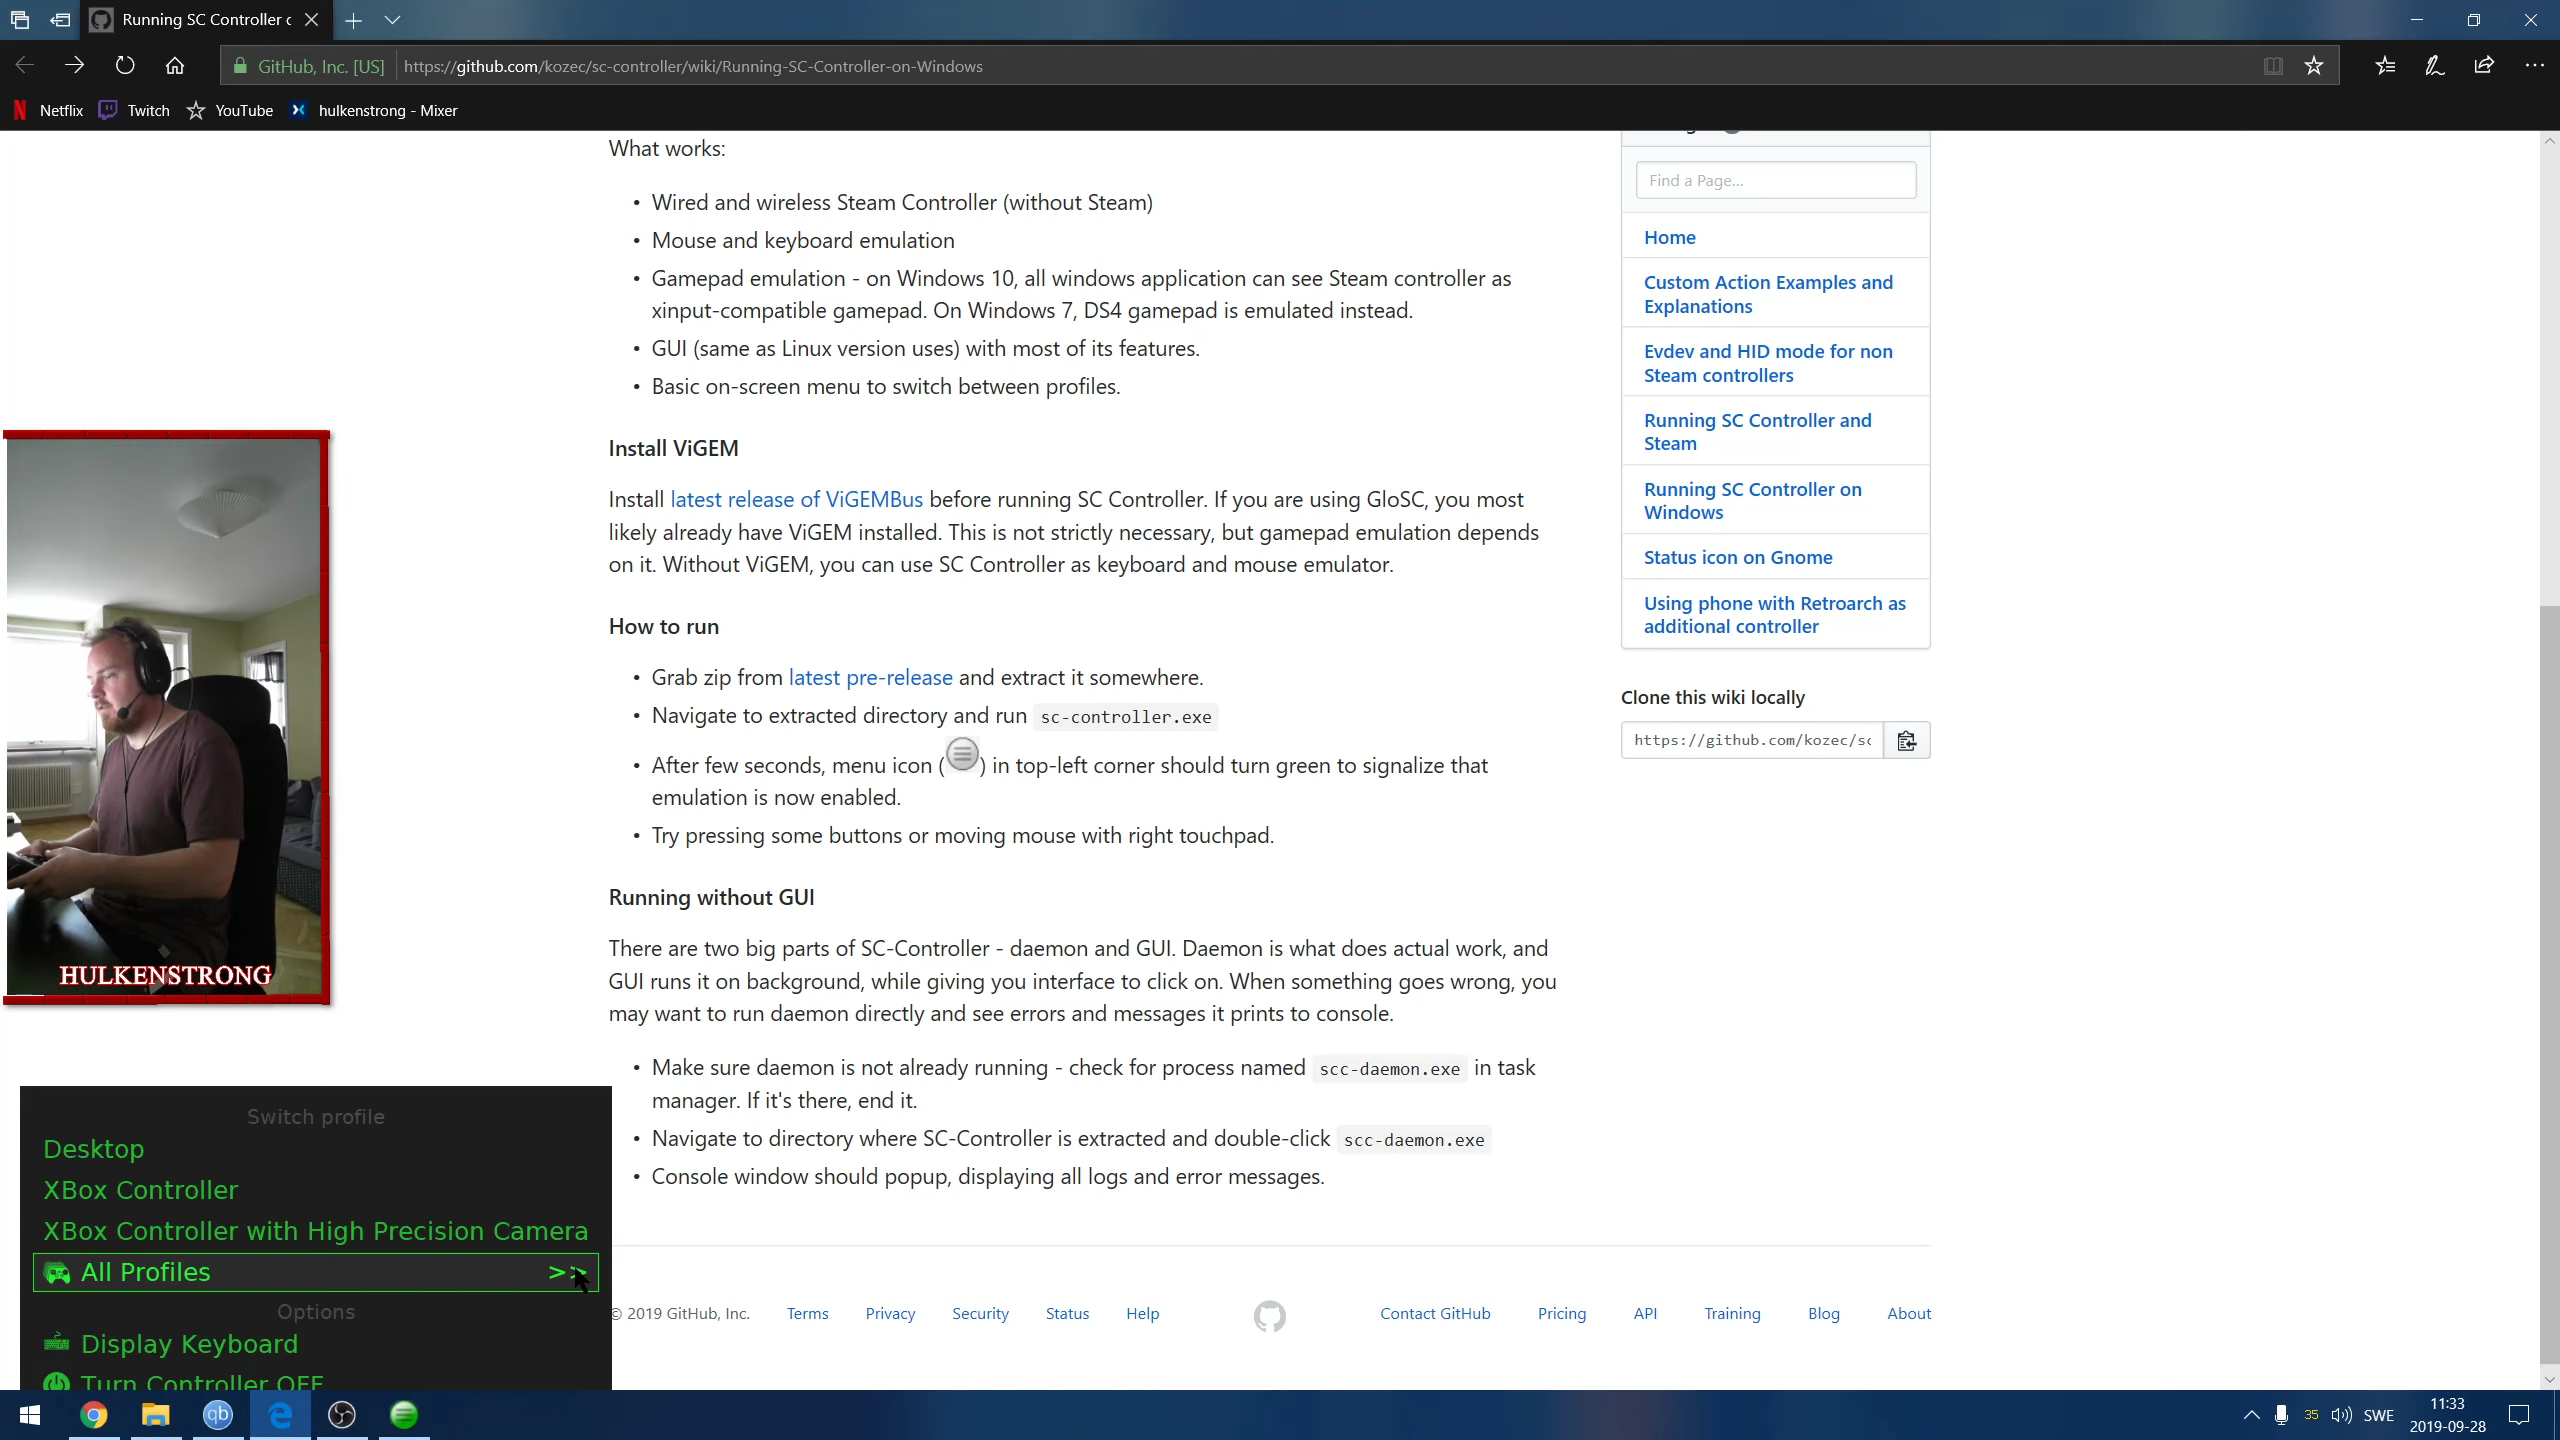 Running SC Controller c
GitHub, Inc. [US]
https://github.com/kozec/sc-controller/wiki/Running-SC-Controller-on-Windows
Netflix
Twitch
YouTube
hulkenstrong - Mixer
What works:
• Wired and wireless Steam Controller (without Steam)
• Mouse and keyboard emulation
• Gamepad emulation - on Windows 10, all windows application can see Steam controller as
xinput-compatible gamepad. On Windows 7, DS4 gamepad is emulated instead.
• GUI (same as Linux version uses) with most of its features.
• Basic on-screen menu to switch between profiles.
Install ViGEM
Install latest release of ViGEMBus before running SC Controller. If you are using GloSC, you most
likely already have ViGEM installed. This is not strictly necessary, but gamepad emulation depends
on it. Without ViGEM, you can use SC Controller as keyboard and mouse emulator.
How to run
• Grab zip from latest pre-release and extract it somewhere.
• Navigate to extracted directory and run sc-controller.exe
• After few seconds, menu icon ( ) in top-left corner should turn green to signalize that
emulation is now enabled.
• Try pressing some buttons or moving mouse with right touchpad.
Running without GUI
There are two big parts of SC-Controller - daemon and GUI. Daemon is what does actual work, and
GUI runs it on background, while giving you interface to click on. When something goes wrong, you
may want to run daemon directly and see errors and messages it prints to console.
• Make sure daemon is not already running - check for process named scc-daemon.exe in task
manager. If it's there, end it.
• Navigate to directory where SC-Controller is extracted and double-click scc-daemon.exe
• Console window should popup, displaying all logs and error messages.
Find a Page...
Home
Custom Action Examples and
Explanations
Evdev and HID mode for non
Steam controllers
Running SC Controller and
Steam
Running SC Controller on
Windows
Status icon on Gnome
Using phone with Retroarch as
additional controller
Clone this wiki locally
https://github.com/kozec/sc
HULKENSTRONG
Switch profile
Desktop
XBox Controller
XBox Controller with High Precision Camera
All Profiles >>
Options
Display Keyboard
Turn Controller OFF
© 2019 GitHub, Inc.
Terms
Privacy
Security
Status
Help
Contact GitHub
Pricing
API
Training
Blog
About
qb
35
SWE
11:33
2019-09-28